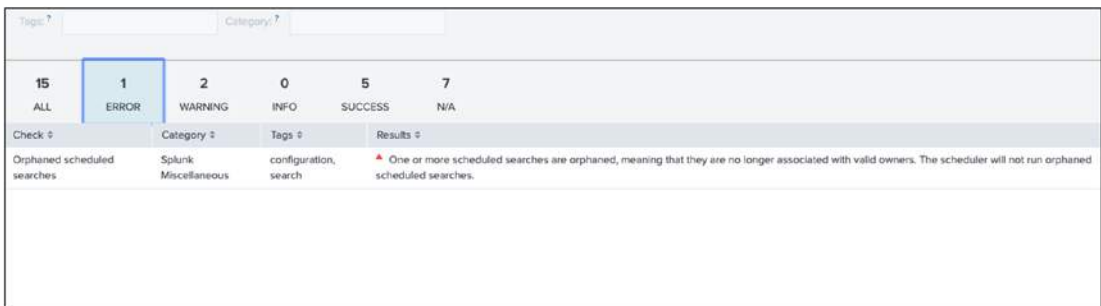 Tags: ? Category: ?
15 1 2 0 5 7
ALL ERROR WARNING INFO SUCCESS N/A
Check Category Tags Results
Orphaned scheduled Splunk configuration, One or more scheduled searches are orphaned, meaning that they are no longer associated with valid owners. The scheduler will not run orphaned
searches Miscellaneous search scheduled searches.